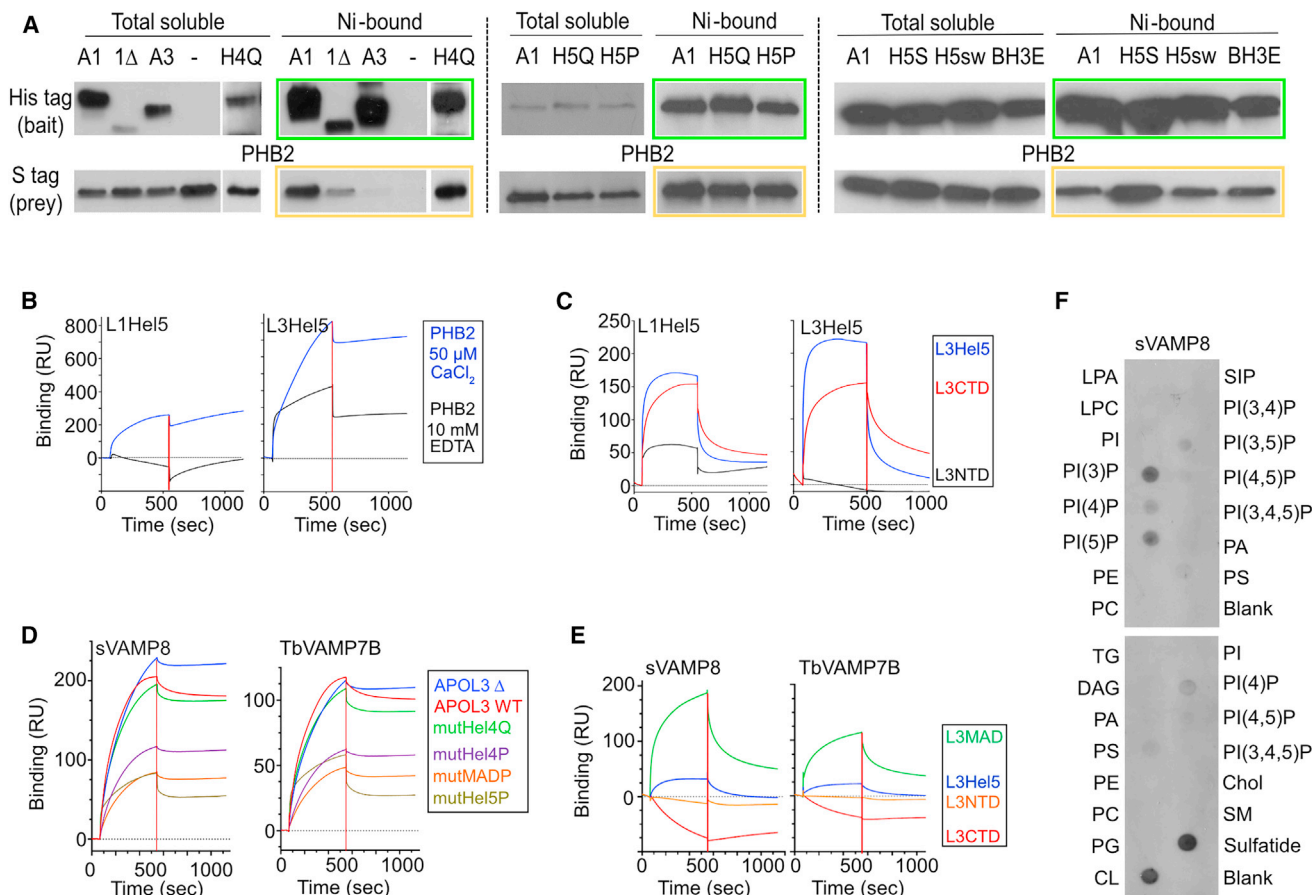 A
Total soluble
Ni-bound
Total soluble
Ni-bound
Total soluble
Ni-bound
A1 1Δ A3 - H4Q
A1 1Δ A3 - H4Q
A1 H5Q H5P
A1 H5Q H5P
A1 H5S H5sw BH3E
A1 H5S H5sw BH3E
His tag
(bait)
PHB2
PHB2
PHB2
S tag
(prey)
B
L1Hel5
L3Hel5
Binding (RU)
800
600
400
200
0
0 500 1000
Time (sec)
0 500 1000
Time (sec)
PHB2
50 µM
CaCl2
PHB2
10 mM
EDTA
C
L1Hel5
L3Hel5
Binding (RU)
250
200
150
100
50
0
0 500 1000
Time (sec)
0 500 1000
Time (sec)
L3Hel5
L3CTD
L3NTD
D
sVAMP8
TbVAMP7B
Binding (RU)
200
150
100
50
0
100
50
0
0 500 1000
Time (sec)
0 500 1000
Time (sec)
APOL3 Δ
APOL3 WT
mutHel4Q
mutHel4P
mutMADP
mutHel5P
E
sVAMP8
TbVAMP7B
Binding (RU)
200
100
0
0 500 1000
Time (sec)
0 500 1000
Time (sec)
L3MAD
L3Hel5
L3NTD
L3CTD
F
sVAMP8
LPA
LPC
PI
PI(3)P
PI(4)P
PI(5)P
PE
PC
SIP
PI(3,4)P
PI(3,5)P
PI(4,5)P
PI(3,4,5)P
PA
PS
Blank
TG
DAG
PA
PS
PE
PC
PG
CL
PI
PI(4)P
PI(4,5)P
PI(3,4,5)P
Chol
SM
Sulfatide
Blank